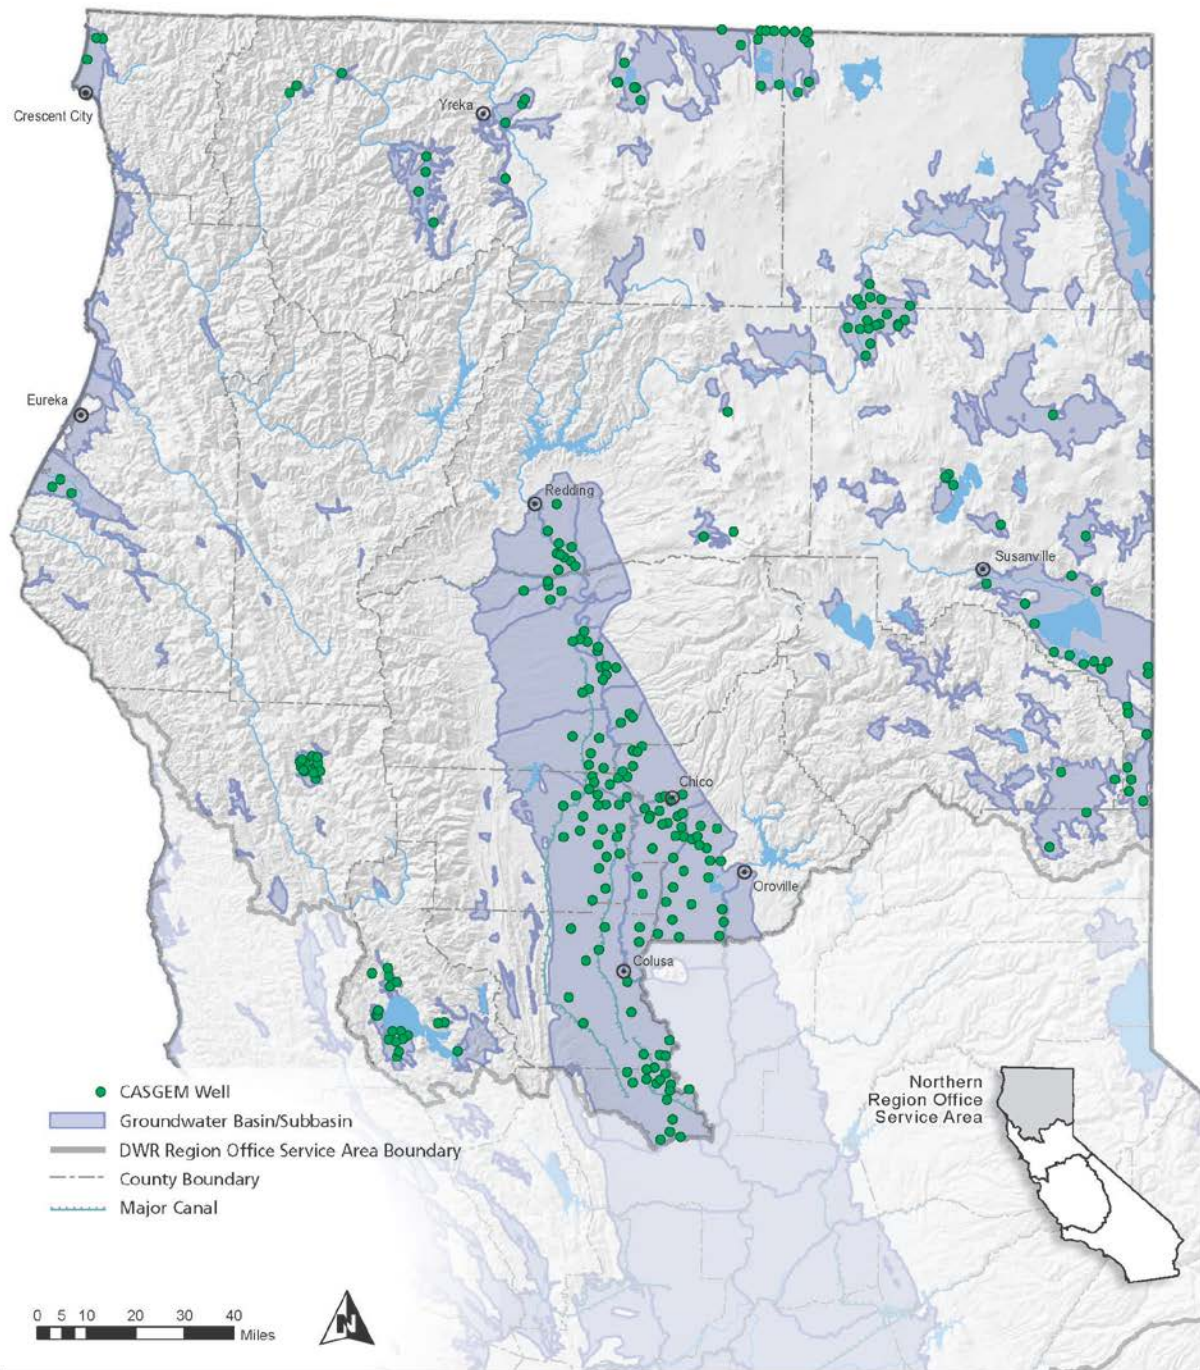 Crescent City
Yreka
Eureka
Redding
Susanville
Chico
Oroville
Colusa
CASGEM Well
Groundwater Basin/Subbasin
DWR Region Office Service Area Boundary
County Boundary
Major Canal
Northern
Region Office
Service Area
0 5 10 20 30 40
Miles
N